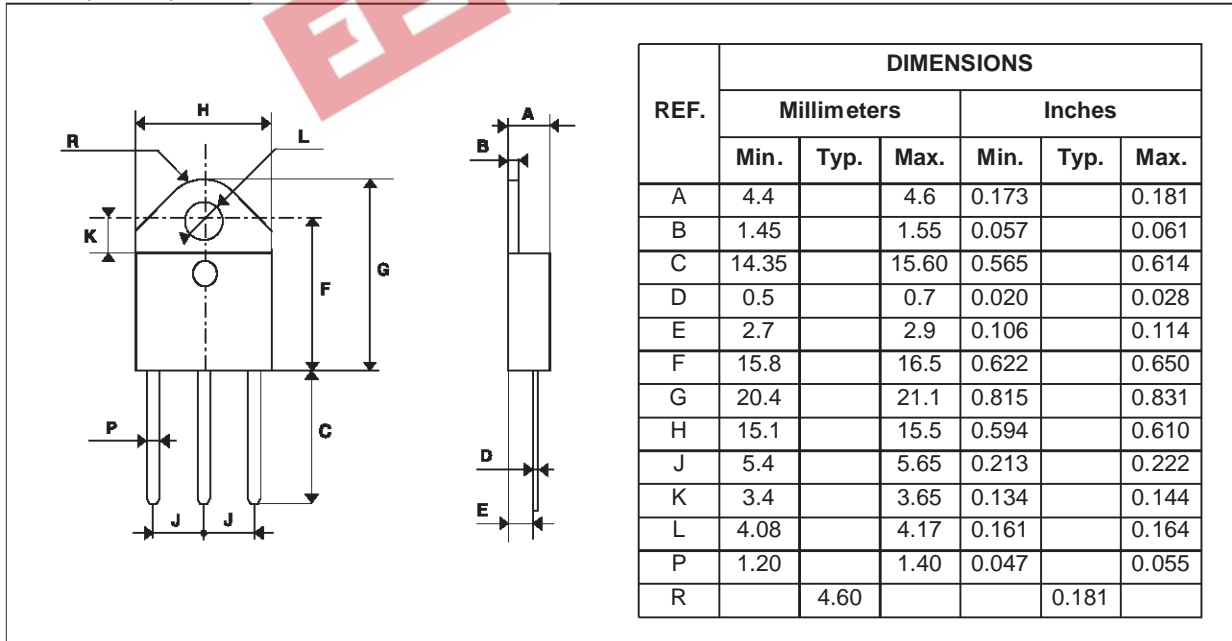 H
A
R
L
B
K
G
F
P
C
D
E
J J
DIMENSIONS
REF. Millimeters Inches
Min. Typ. Max. Min. Typ. Max.
A 4.4 4.6 0.173 0.181
B 1.45 1.55 0.057 0.061
C 14.35 15.60 0.565 0.614
D 0.5 0.7 0.020 0.028
E 2.7 2.9 0.106 0.114
F 15.8 16.5 0.622 0.650
G 20.4 21.1 0.815 0.831
H 15.1 15.5 0.594 0.610
J 5.4 5.65 0.213 0.222
K 3.4 3.65 0.134 0.144
L 4.08 4.17 0.161 0.164
P 1.20 1.40 0.047 0.055
R 4.60 0.181